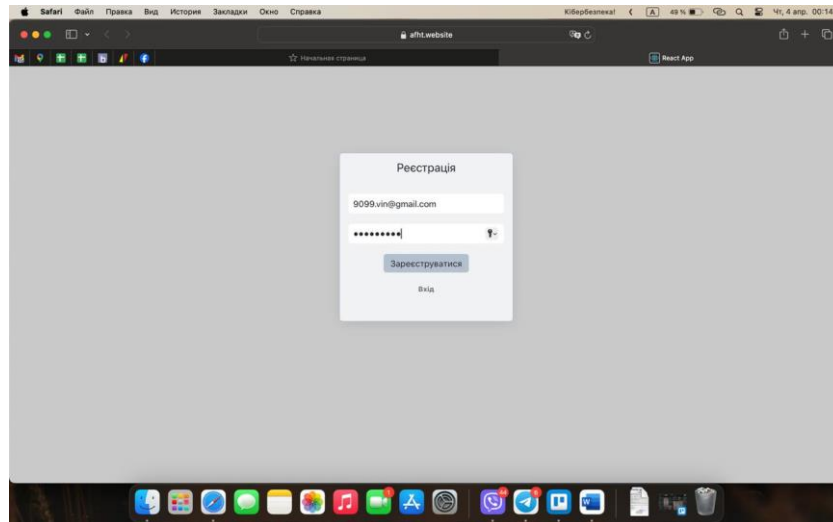 Safari Файл Правка Вид История Закладки Окно Справка Кібербезпека! A 49 % Чт, 4 апр. 00:14
afht.website
Начальная страница React App
Реєстрація
9099.vin@gmail.com
Зареєструватися
Вхід